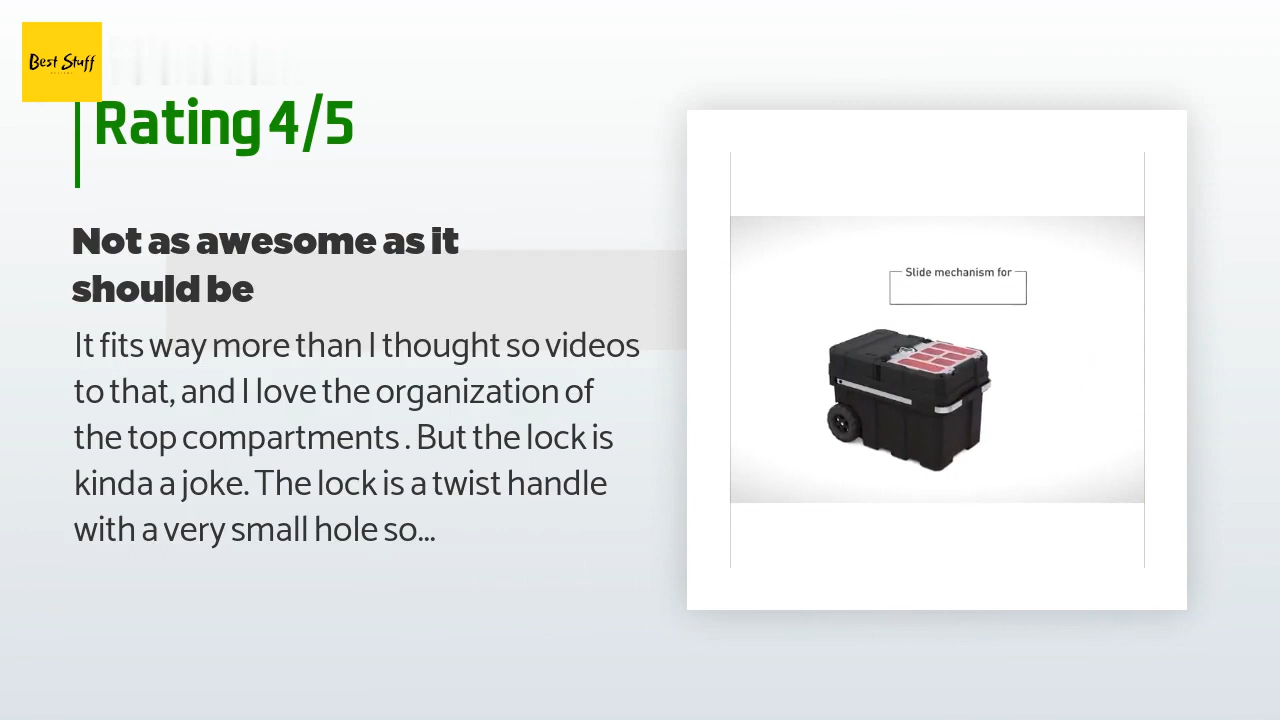 Best Stuff
Rating 4/5
Not as awesome as it
should be
It fits way more than I thought so videos
to that, and I love the organization of
the top compartments . But the lock is
kinda a joke. The lock is a twist handle
with a very small hole so...
Slide mechanism for